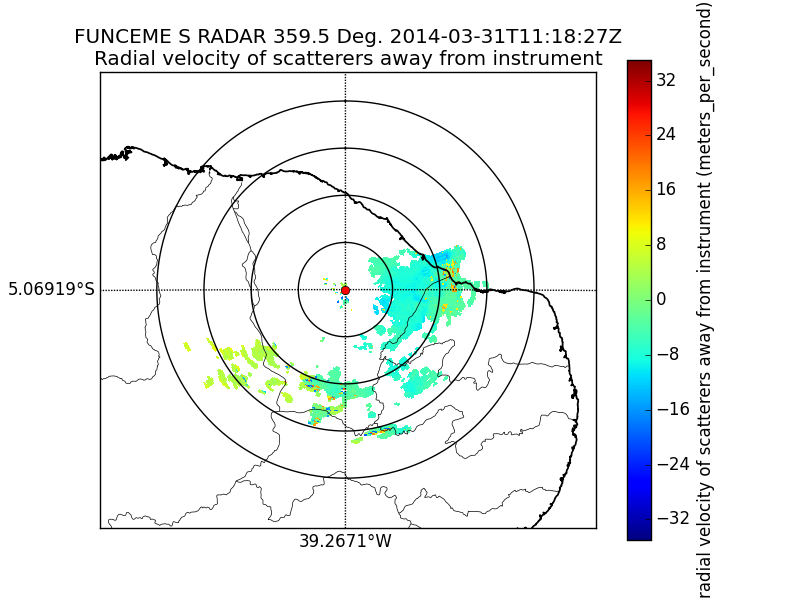 FUNCEME S RADAR 359.5 Deg. 2014-03-31T11:18:27Z
Radial velocity of scatterers away from instrument
5.06919°S
39.2671°W
32
24
16
8
0
−8
−16
−24
−32
radial velocity of scatterers away from instrument (meters_per_second)